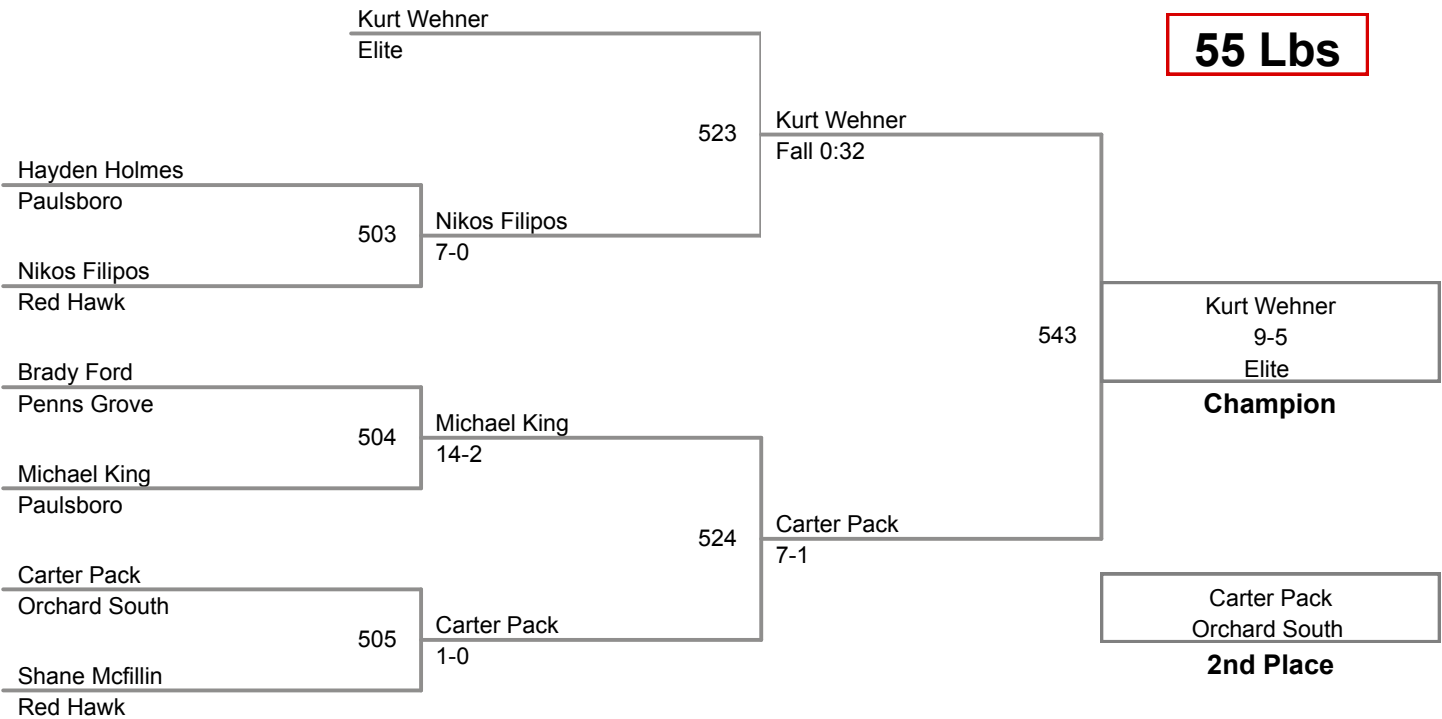 Kurt Wehner
Elite
55 Lbs
523
Kurt Wehner
Fall 0:32
Hayden Holmes
Paulsboro
503
Nikos Filipos
7-0
Nikos Filipos
Red Hawk
543
Kurt Wehner
9-5
Elite
Champion
Brady Ford
Penns Grove
504
Michael King
14-2
Michael King
Paulsboro
524
Carter Pack
7-1
Carter Pack
Orchard South
505
Carter Pack
1-0
Shane Mcfillin
Red Hawk
Carter Pack
Orchard South
2nd Place